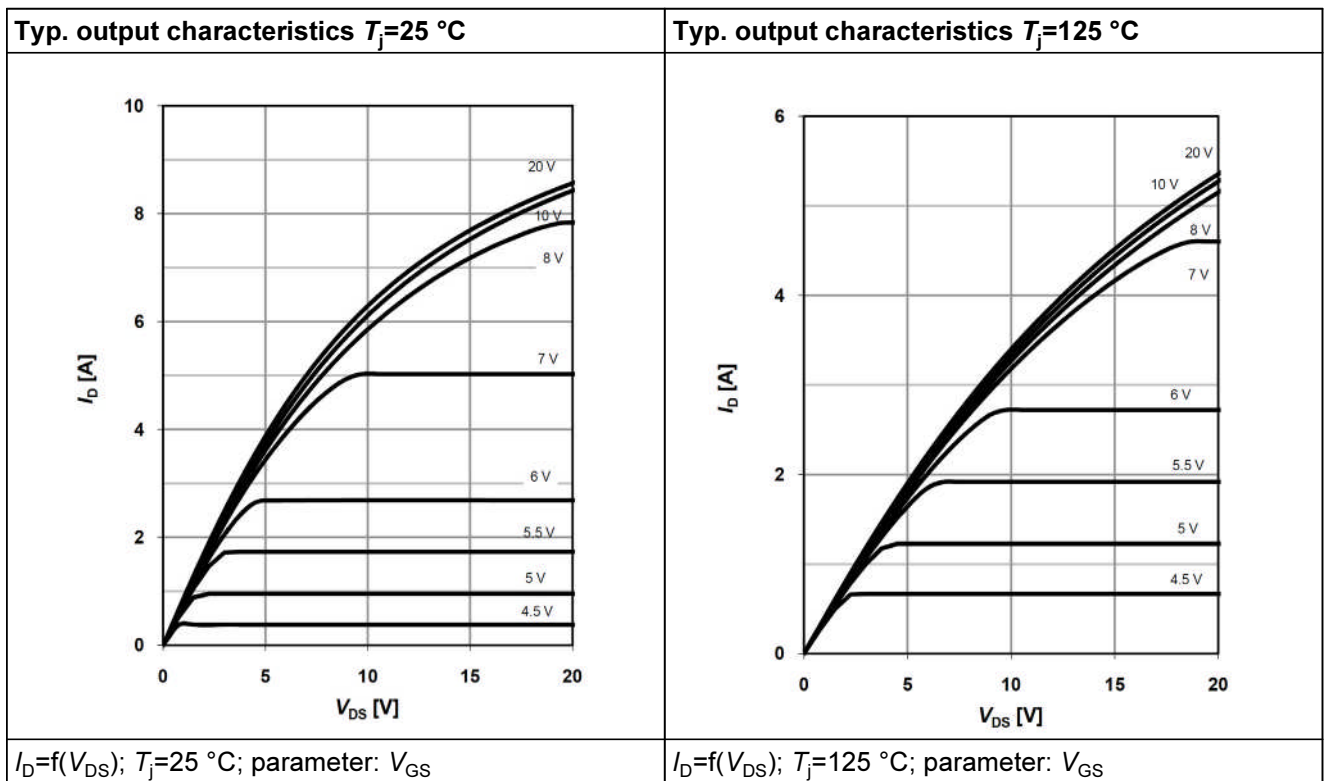 Typ. output characteristics Tj=25 °C
Typ. output characteristics Tj=125 °C
10
8
6
4
2
0
0
5
10
15
20
20 V
10 V
8 V
7 V
6 V
5.5 V
5 V
4.5 V
ID [A]
VDS [V]
6
4
2
0
0
5
10
15
20
20 V
10 V
8 V
7 V
6 V
5.5 V
5 V
4.5 V
ID [A]
VDS [V]
ID=f(VDS); Tj=25 °C; parameter: VGS
ID=f(VDS); Tj=125 °C; parameter: VGS